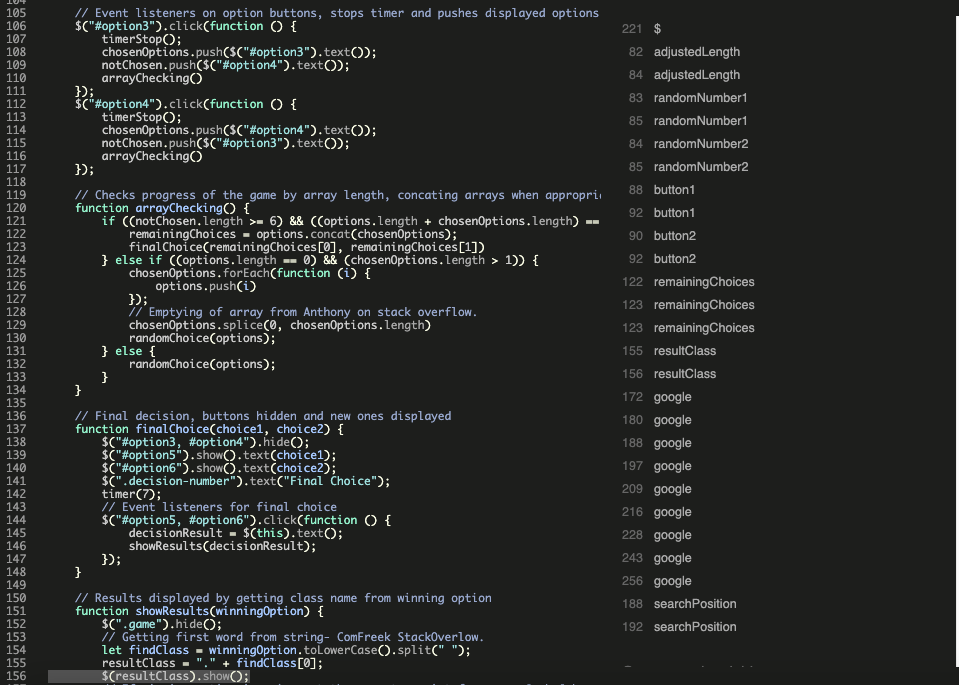 104
105 // Event listeners on option buttons, stops timer and pushes displayed options
106 $("#option3").click(function () {
107 timerStop();
108 chosenOptions.push($("#option3").text());
109 notChosen.push($("#option4").text());
110 arrayChecking()
111 });
112 $("#option4").click(function () {
113 timerStop();
114 chosenOptions.push($("#option4").text());
115 notChosen.push($("#option3").text());
116 arrayChecking()
117 });
118
119 // Checks progress of the game by array length, concating arrays when appropri
120 function arrayChecking() {
121 if ((notChosen.length >= 6) && ((options.length + chosenOptions.length) ==
122 remainingChoices = options.concat(chosenOptions);
123 finalChoice(remainingChoices[0], remainingChoices[1])
124 } else if ((options.length == 0) && (chosenOptions.length > 1)) {
125 chosenOptions.forEach(function (i) {
126 options.push(i)
127 });
128 // Emptying of array from Anthony on stack overflow.
129 chosenOptions.splice(0, chosenOptions.length)
130 randomChoice(options);
131 } else {
132 randomChoice(options);
133 }
134 }
135
136 // Final decision, buttons hidden and new ones displayed
137 function finalChoice(choice1, choice2) {
138 $("#option3, #option4").hide();
139 $("#option5").show().text(choice1);
140 $("#option6").show().text(choice2);
141 $(".decision-number").text("Final Choice");
142 timer(7);
143 // Event listeners for final choice
144 $("#option5, #option6").click(function () {
145 decisionResult = $(this).text();
146 showResults(decisionResult);
147 });
148 }
149
150 // Results displayed by getting class name from winning option
151 function showResults(winningOption) {
152 $(".game").hide();
153 // Getting first word from string- ComFreek StackOverlow.
154 let findClass = winningOption.toLowerCase().split(" ");
155 resultClass = "." + findClass[0];
156 $(resultClass).show();
221 $
82 adjustedLength
84 adjustedLength
83 randomNumber1
85 randomNumber1
84 randomNumber2
85 randomNumber2
88 button1
92 button1
90 button2
92 button2
122 remainingChoices
123 remainingChoices
123 remainingChoices
155 resultClass
156 resultClass
172 google
180 google
188 google
197 google
209 google
216 google
228 google
243 google
256 google
188 searchPosition
192 searchPosition